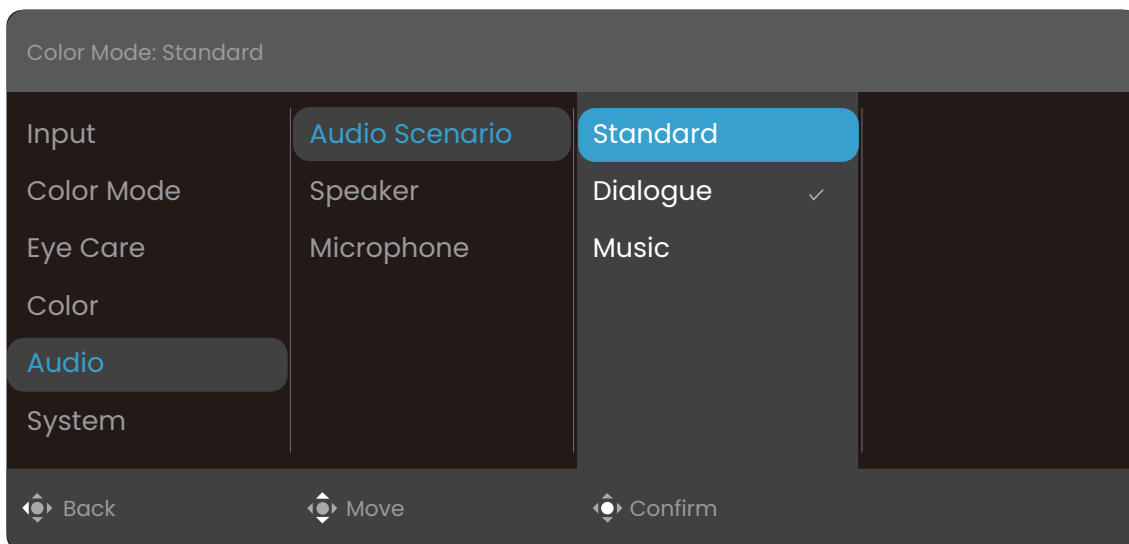 Color Mode: Standard
Input
Color Mode
Eye Care
Color
Audio
System
Audio Scenario
Speaker
Microphone
Standard
Dialogue
Music
Back
Move
Confirm